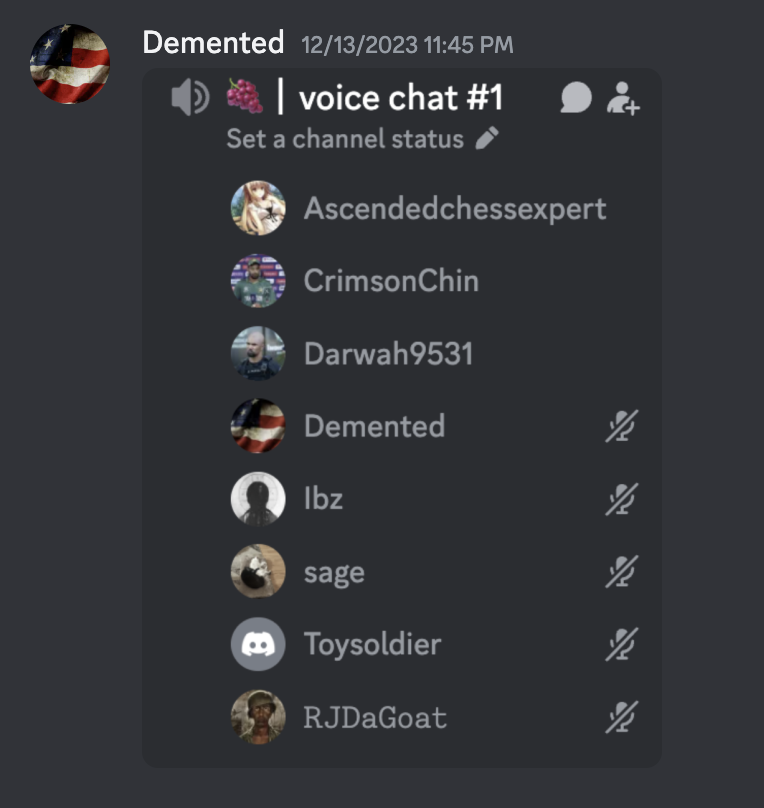 Demented 12/13/2023 11:45 PM
🍇 | voice chat #1
Set a channel status
Ascendedchessexpert
CrimsonChin
Darwah9531
Demented
Ibz
sage
Toysoldier
RJDaGoat